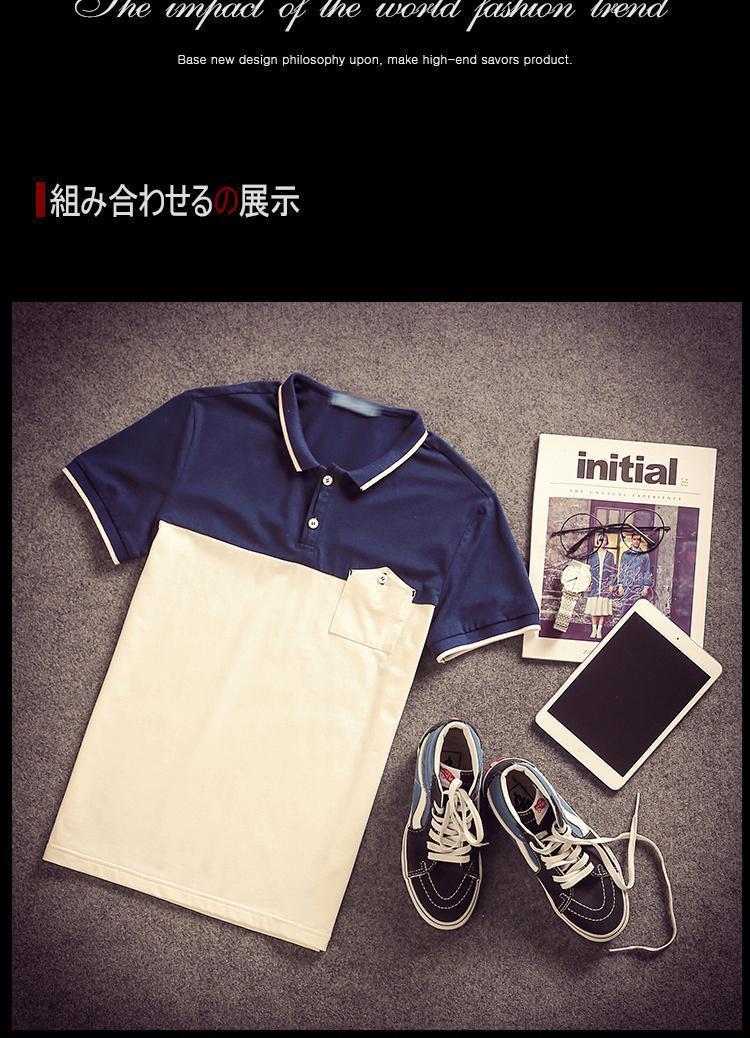 The impact of the world fashion trend
Base new design philosophy upon, make high-end savors product.
組み合わせるの展示
initial
THE UNUSUAL EXPERIENCE